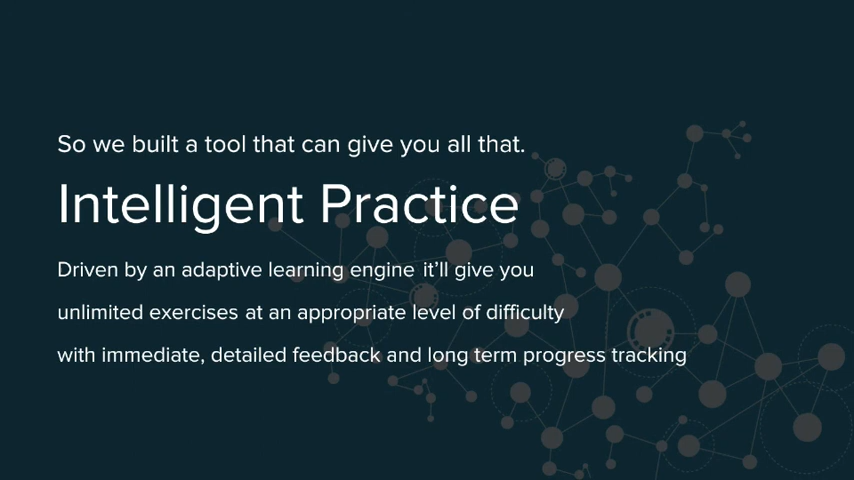 So we built a tool that can give you all that.
Intelligent Practice
Driven by an adaptive learning engine it’ll give you
unlimited exercises at an appropriate level of difficulty
with immediate, detailed feedback and long term progress tracking